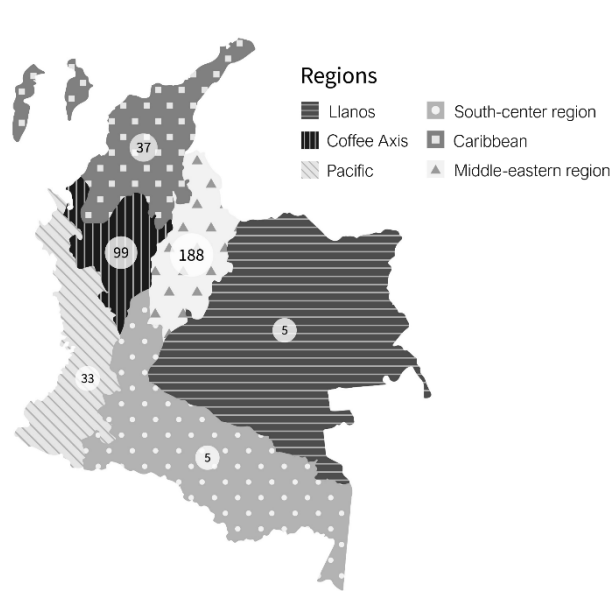 Regions
Llanos
South-center region
Coffee Axis
Caribbean
Pacific
Middle-eastern region
37
99
188
5
33
5